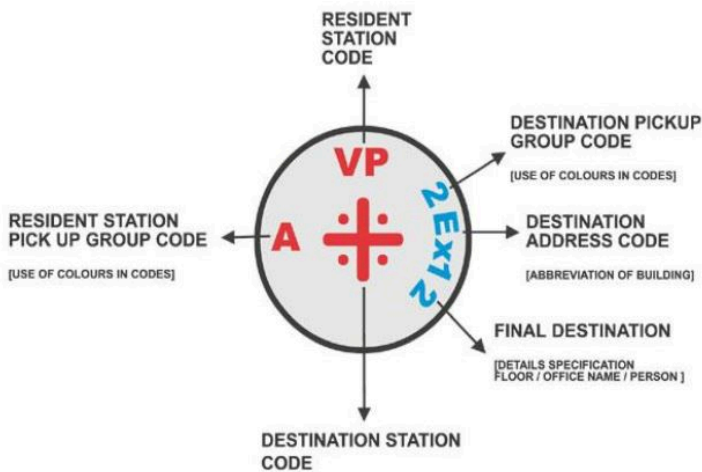 RESIDENT
STATION
CODE
DESTINATION PICKUP
GROUP CODE
[USE OF COLOURS IN CODES]
VP
2Ex12
RESIDENT STATION
PICK UP GROUP CODE
[USE OF COLOURS IN CODES]
A
DESTINATION
ADDRESS CODE
[ABBREVIATION OF BUILDING]
FINAL DESTINATION
[DETAILS SPECIFICATION
FLOOR / OFFICE NAME / PERSON ]
DESTINATION STATION
CODE